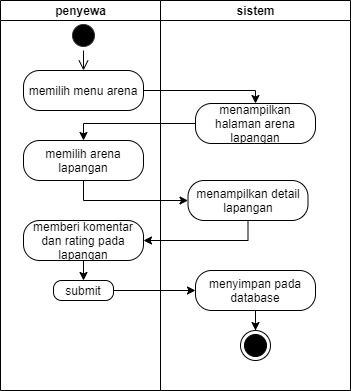 penyewa
sistem
memilih menu arena
menampilkan
halaman arena
lapangan
memilih arena
lapangan
menampilkan detail
lapangan
memberi komentar
dan rating pada
lapangan
submit
menyimpan pada
database